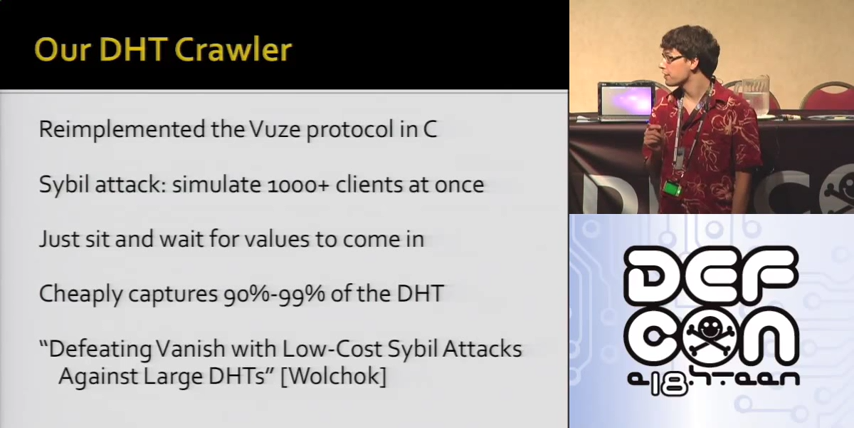 Our DHT Crawler
Reimplemented the Vuze protocol in C
Sybil attack: simulate 1000+ clients at once
Just sit and wait for values to come in
Cheaply captures 90%-99% of the DHT
“Defeating Vanish with Low-Cost Sybil Attacks
Against Large DHTs” [Wolchok]
DEF
CON
e18h.teen